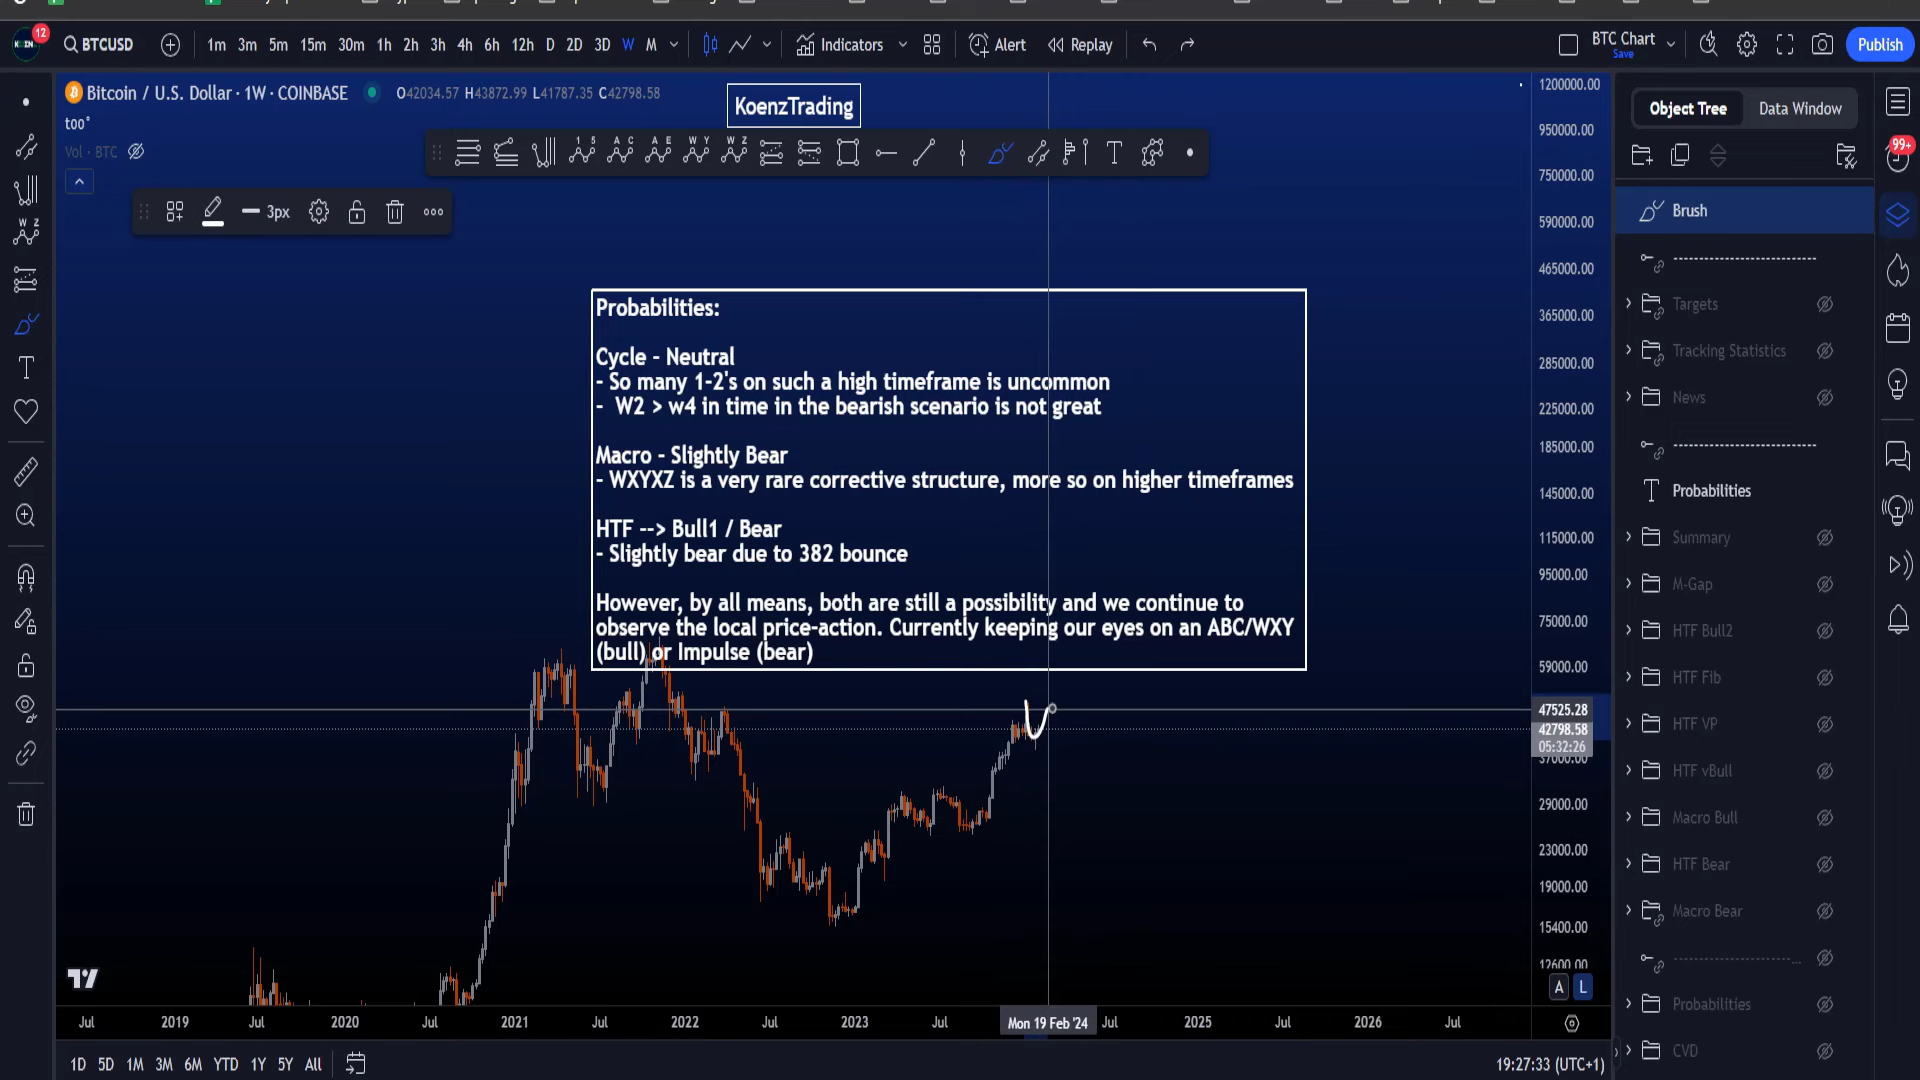 12
BTCUSD
1m 3m 5m 15m 30m 1h 2h 3h 4h 6h 12h D 2D 3D W M
Indicators
Alert
Replay
BTC Chart
Save
Publish
Bitcoin / U.S. Dollar · 1W · COINBASE
O42034.57 H43872.99 L41787.35 C42798.58
too°
Vol · BTC
KoenzTrading
3px
Probabilities:
Cycle - Neutral
- So many 1-2's on such a high timeframe is uncommon
- W2 > w4 in time in the bearish scenario is not great
Macro - Slightly Bear
- WXYXZ is a very rare corrective structure, more so on higher timeframes
HTF --> Bull1 / Bear
- Slightly bear due to 382 bounce
However, by all means, both are still a possibility and we continue to
observe the local price-action. Currently keeping our eyes on an ABC/WXY
(bull) or Impulse (bear)
1200000.00
950000.00
750000.00
590000.00
465000.00
365000.00
285000.00
225000.00
185000.00
145000.00
115000.00
95000.00
75000.00
59000.00
47525.28
42798.58
05:32:26
37000.00
29000.00
23000.00
19000.00
15400.00
12600.00
A L
Jul 2019 Jul 2020 Jul 2021 Jul 2022 Jul 2023 Jul Mon 19 Feb '24 Jul 2025 Jul 2026 Jul
1D 5D 1M 3M 6M YTD 1Y 5Y All
19:27:33 (UTC+1)
Object Tree
Data Window
99+
Brush
Targets
Tracking Statistics
News
Probabilities
Summary
M-Gap
HTF Bull2
HTF Fib
HTF VP
HTF vBull
Macro Bull
HTF Bear
Macro Bear
Probabilities
CVD